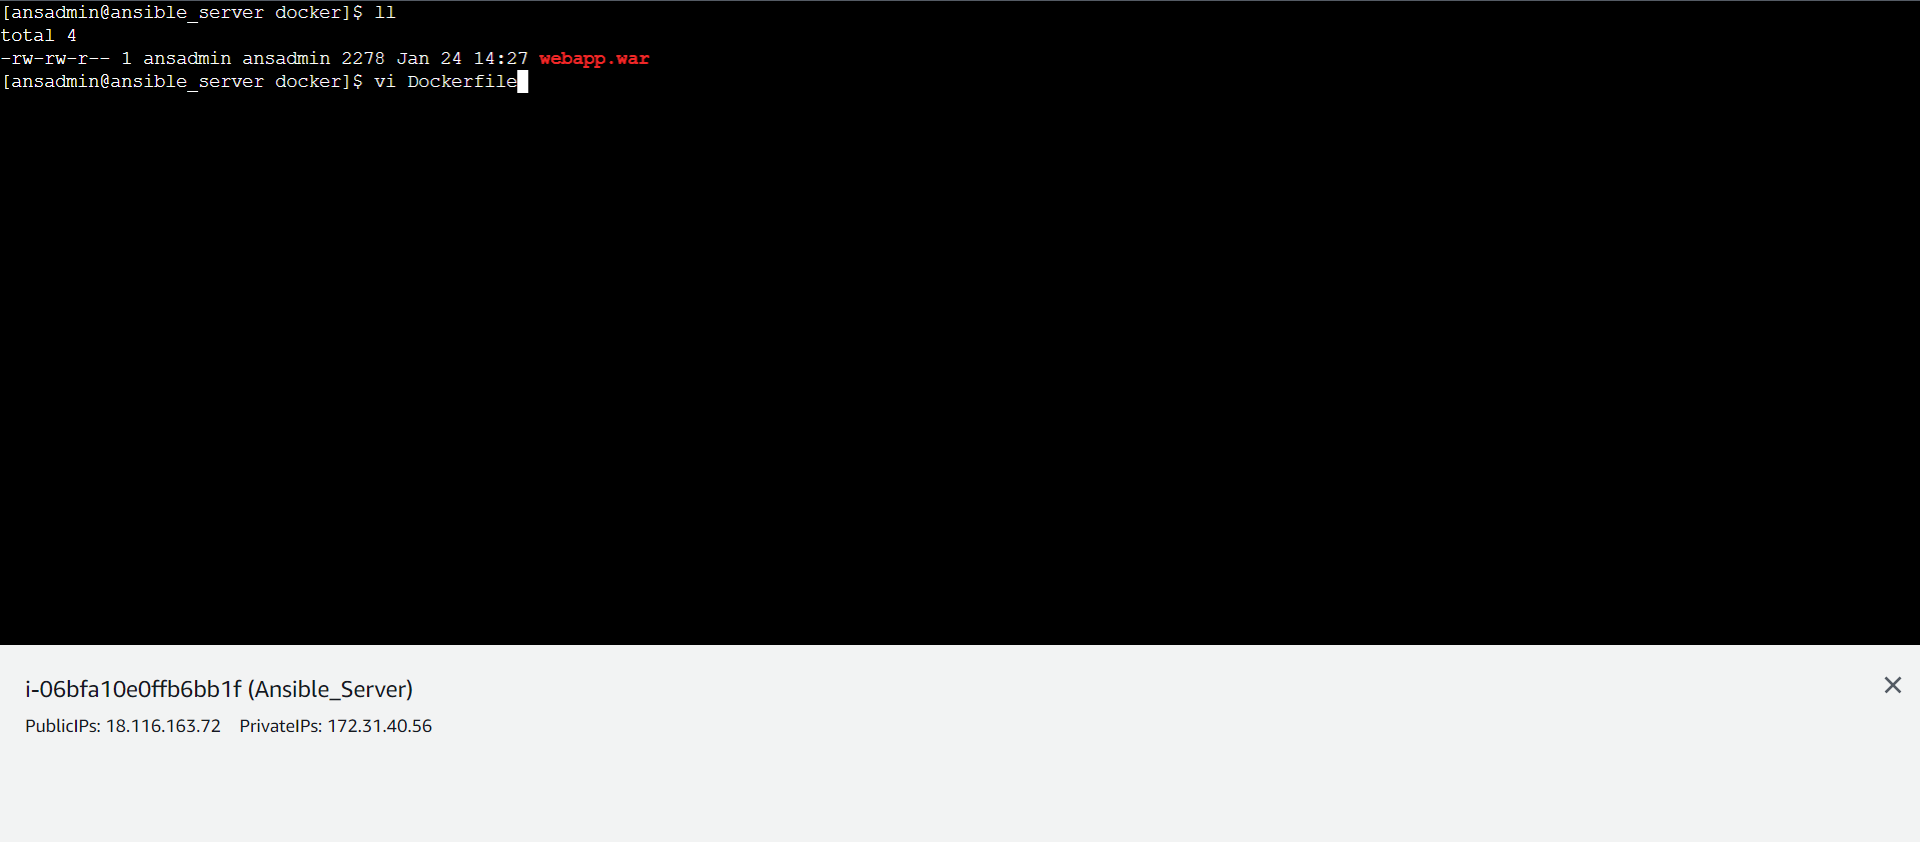 [ansadmin@ansible_server docker]$ ll
total 4
-rw-rw-r-- 1 ansadmin ansadmin 2278 Jan 24 14:27 webapp.war
[ansadmin@ansible_server docker]$ vi Dockerfile
i-06bfa10e0ffb6bb1f (Ansible_Server)
PublicIPs: 18.116.163.72 PrivateIPs: 172.31.40.56